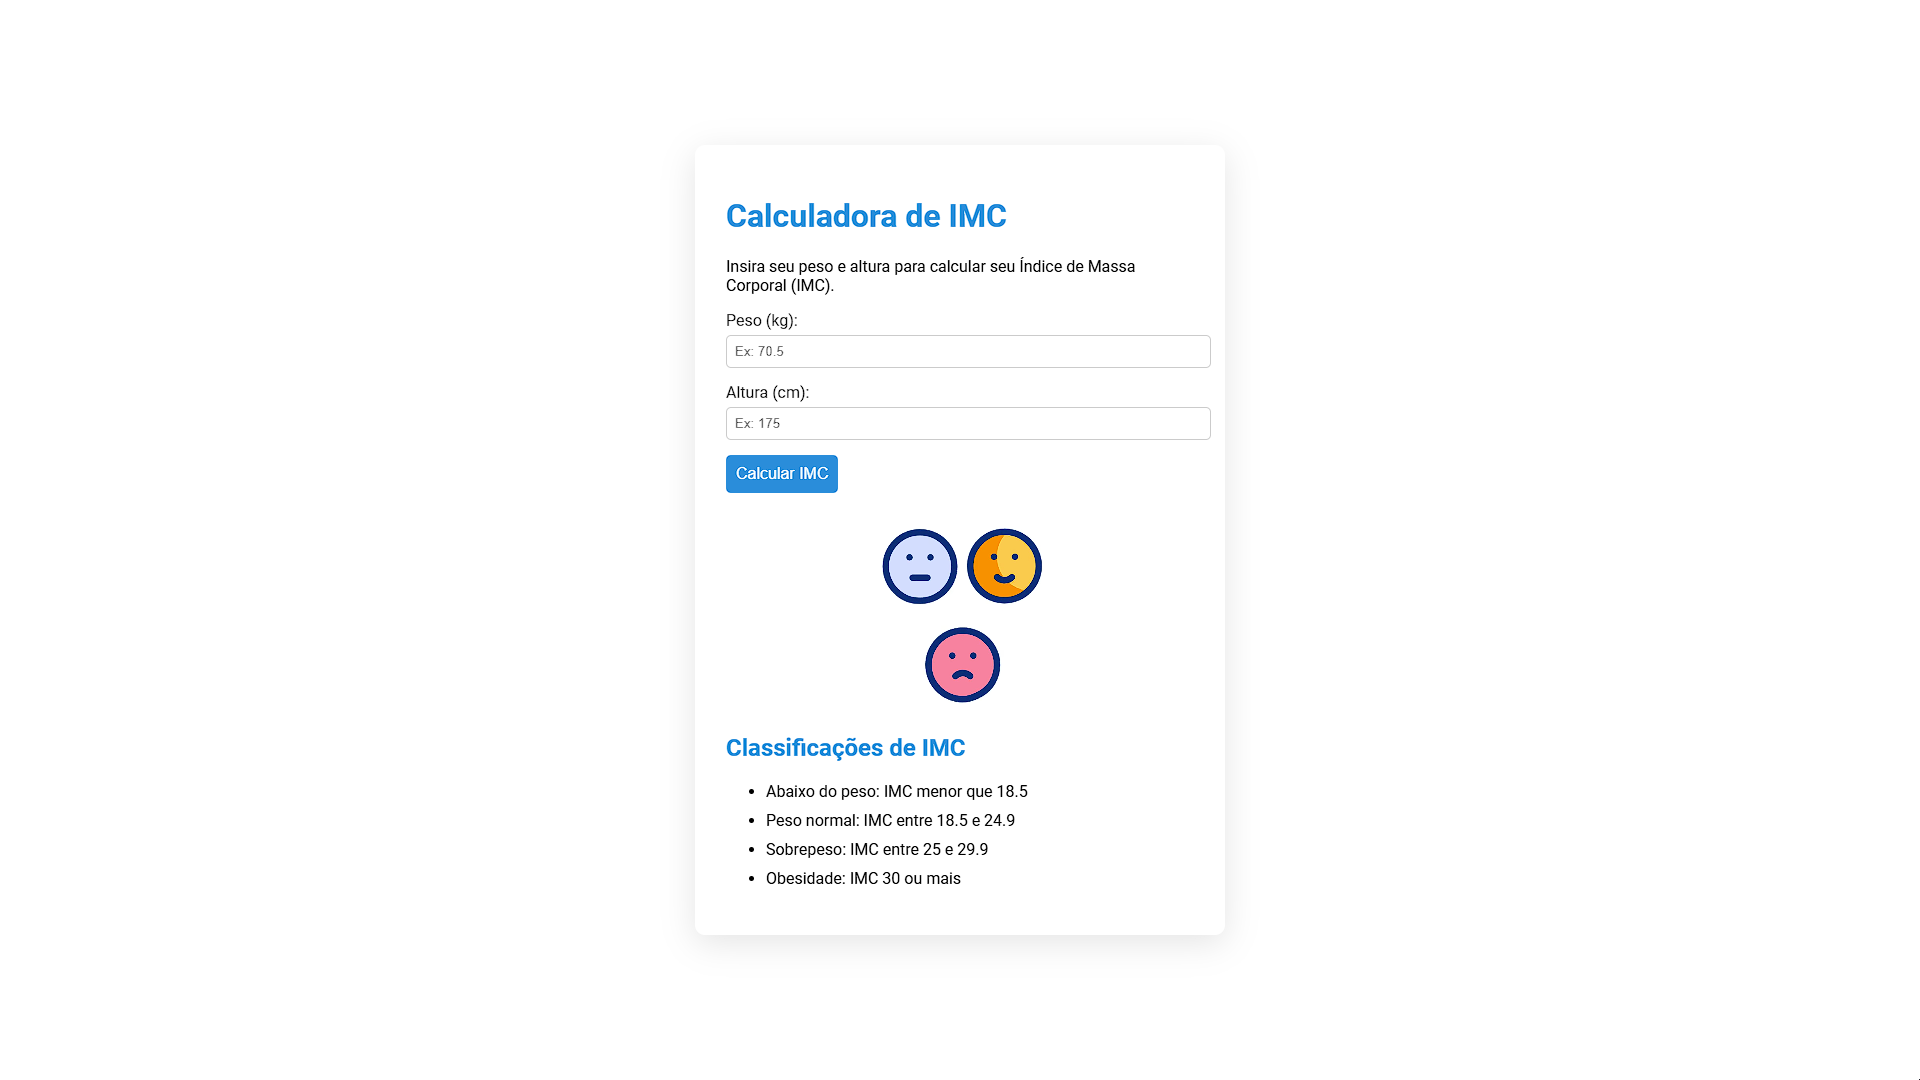 Calculadora de IMC
Insira seu peso e altura para calcular seu Índice de Massa
Corporal (IMC).
Peso (kg):
Ex: 70.5
Altura (cm):
Ex: 175
Calcular IMC
Classificações de IMC
• Abaixo do peso: IMC menor que 18.5
• Peso normal: IMC entre 18.5 e 24.9
• Sobrepeso: IMC entre 25 e 29.9
• Obesidade: IMC 30 ou mais